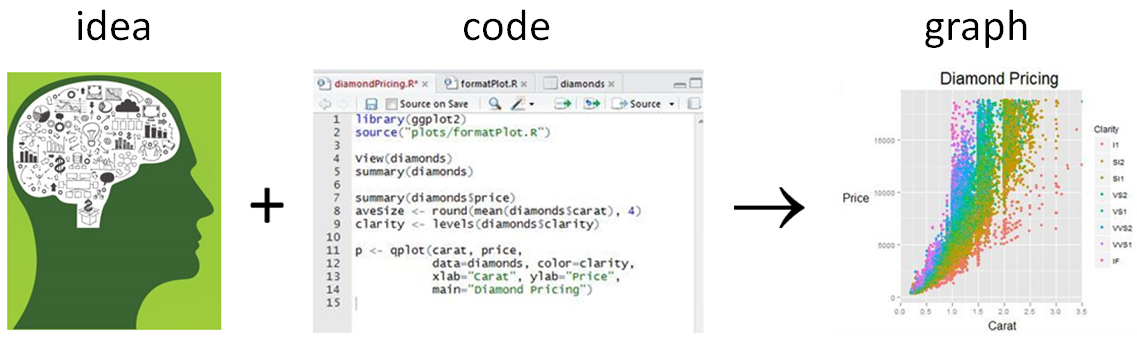 idea
code
graph
+
→
diamondPricing.R* ×
formatPlot.R ×
diamonds ×
Source on Save
Source
1 library(ggplot2)
2 source("plots/formatPlot.R")
3
4 View(diamonds)
5 summary(diamonds)
6
7 summary(diamonds$price)
8 aveSize <- round(mean(diamonds$carat), 4)
9 clarity <- levels(diamonds$clarity)
10
11 p <- qplot(carat, price,
12 data=diamonds, color=clarity,
13 xlab="Carat", ylab="Price",
14 main="Diamond Pricing")
15
Diamond Pricing
Price
15000
10000
5000
0
0.0 0.5 1.0 1.5 2.0 2.5 3.0 3.5
Carat
Clarity
I1
SI2
SI1
VS2
VS1
VVS2
VVS1
IF